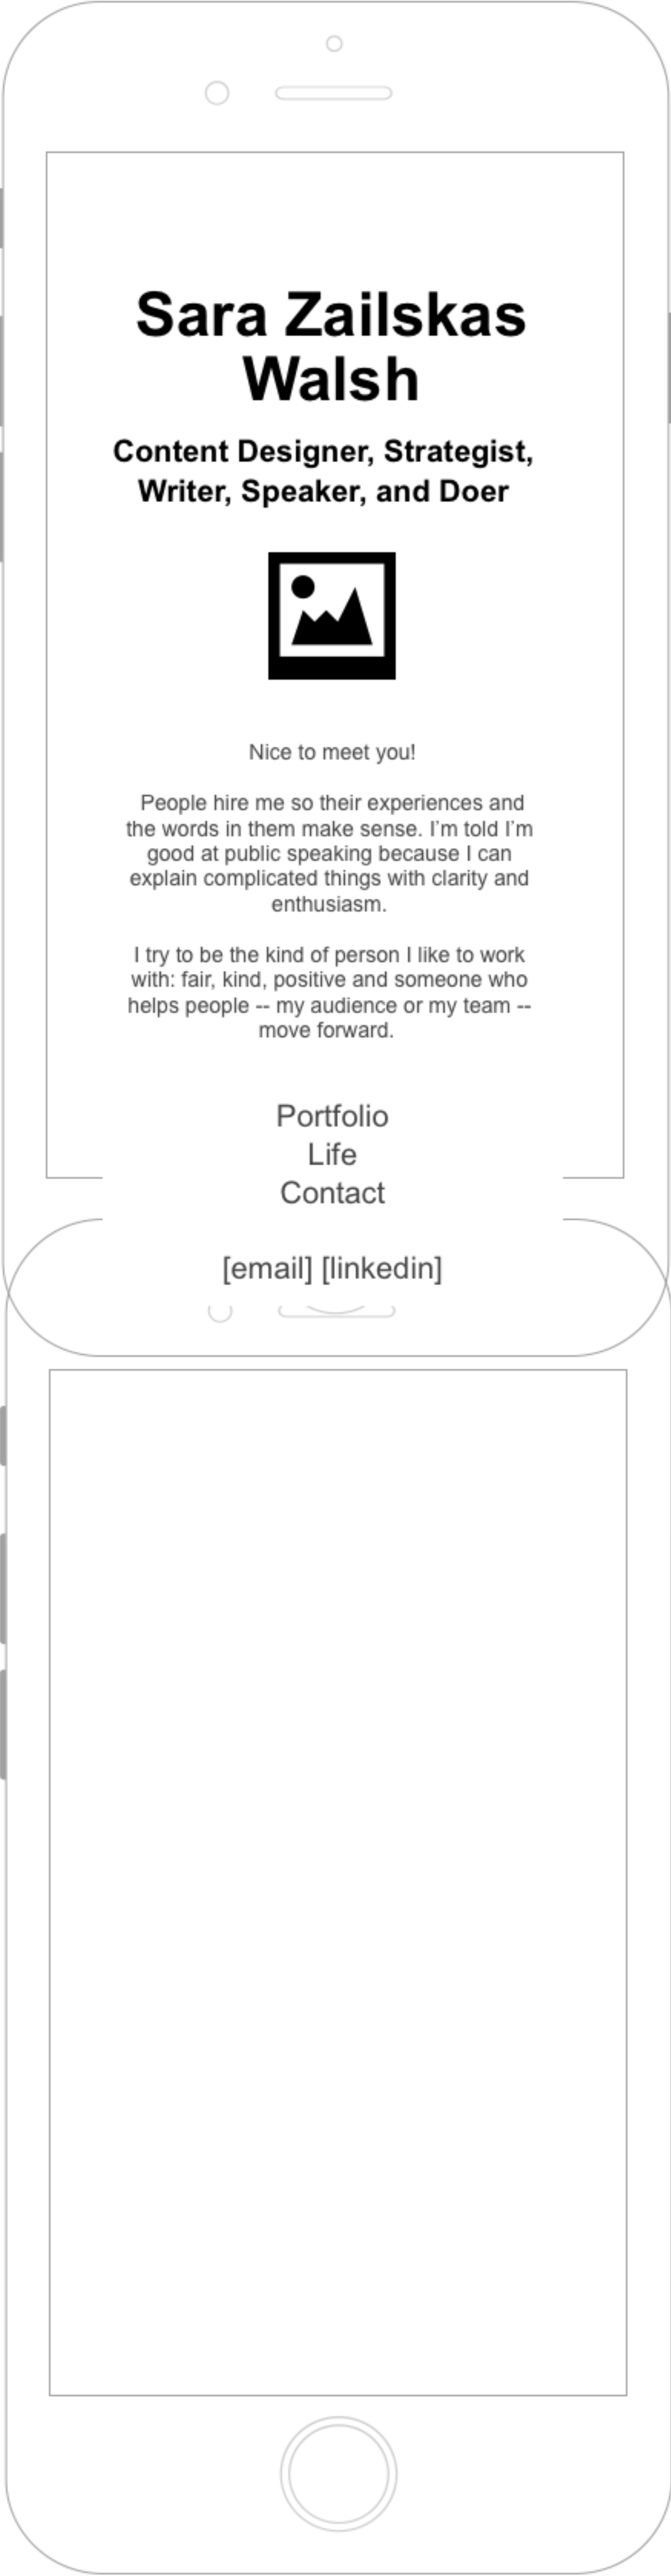 Sara Zailskas
Walsh
Content Designer, Strategist,
Writer, Speaker, and Doer
Nice to meet you!
People hire me so their experiences and
the words in them make sense. I’m told I’m
good at public speaking because I can
explain complicated things with clarity and
enthusiasm.
I try to be the kind of person I like to work
with: fair, kind, positive and someone who
helps people -- my audience or my team --
move forward.
Portfolio
Life
Contact
[email] [linkedin]